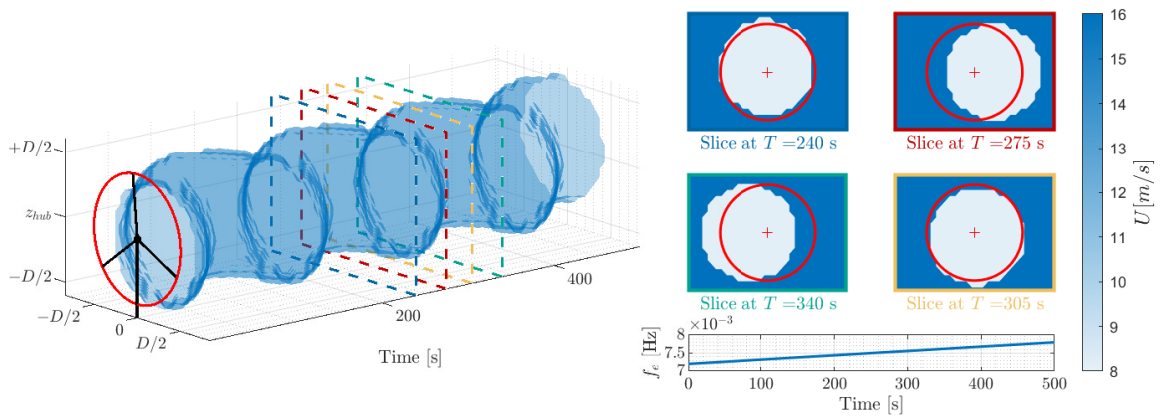 +D/2
z_hub
−D/2
−D/2
0
D/2
200
400
Time [s]
Slice at T =240 s
Slice at T =275 s
Slice at T =340 s
Slice at T =305 s
×10⁻³
8
7.5
7
f_e [Hz]
0
100
200
300
400
500
Time [s]
16
15
14
13
12
11
10
9
8
U[m/s]